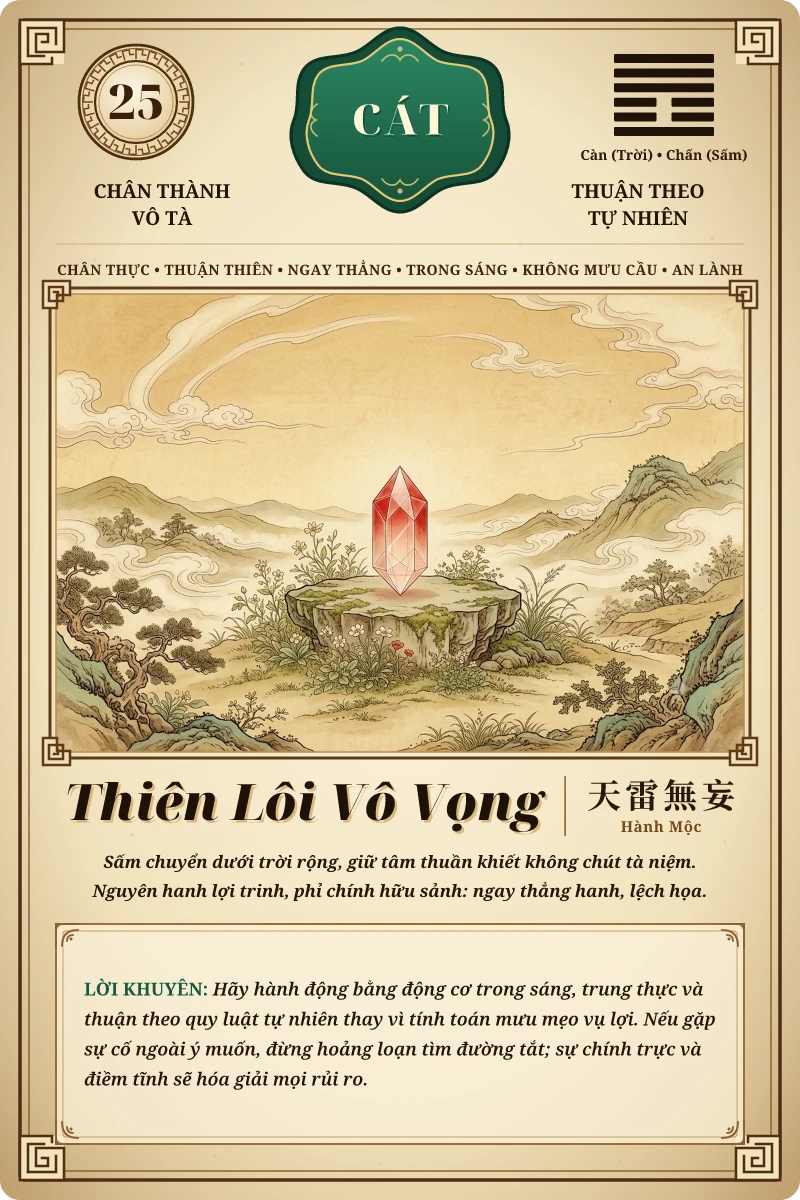 25
CÁT
Càn (Trời) • Chấn (Sấm)
CHÂN THÀNH
VÔ TÀ
THUẬN THEO
TỰ NHIÊN
CHÂN THỰC • THUẬN THIÊN • NGAY THẲNG • TRONG SÁNG • KHÔNG MƯU CẦU • AN LÀNH
Thiên Lôi Vô Vọng
天雷無妄
Hành Mộc
Sấm chuyển dưới trời rộng, giữ tâm thuần khiết không chút tà niệm.
Nguyên hanh lợi trinh, phỉ chính hữu sảnh: ngay thẳng hanh, lệch họa.
LỜI KHUYÊN: Hãy hành động bằng động cơ trong sáng, trung thực và
thuận theo quy luật tự nhiên thay vì tính toán mưu mẹo vụ lợi. Nếu gặp
sự cố ngoài ý muốn, đừng hoảng loạn tìm đường tắt; sự chính trực và
điềm tĩnh sẽ hóa giải mọi rủi ro.